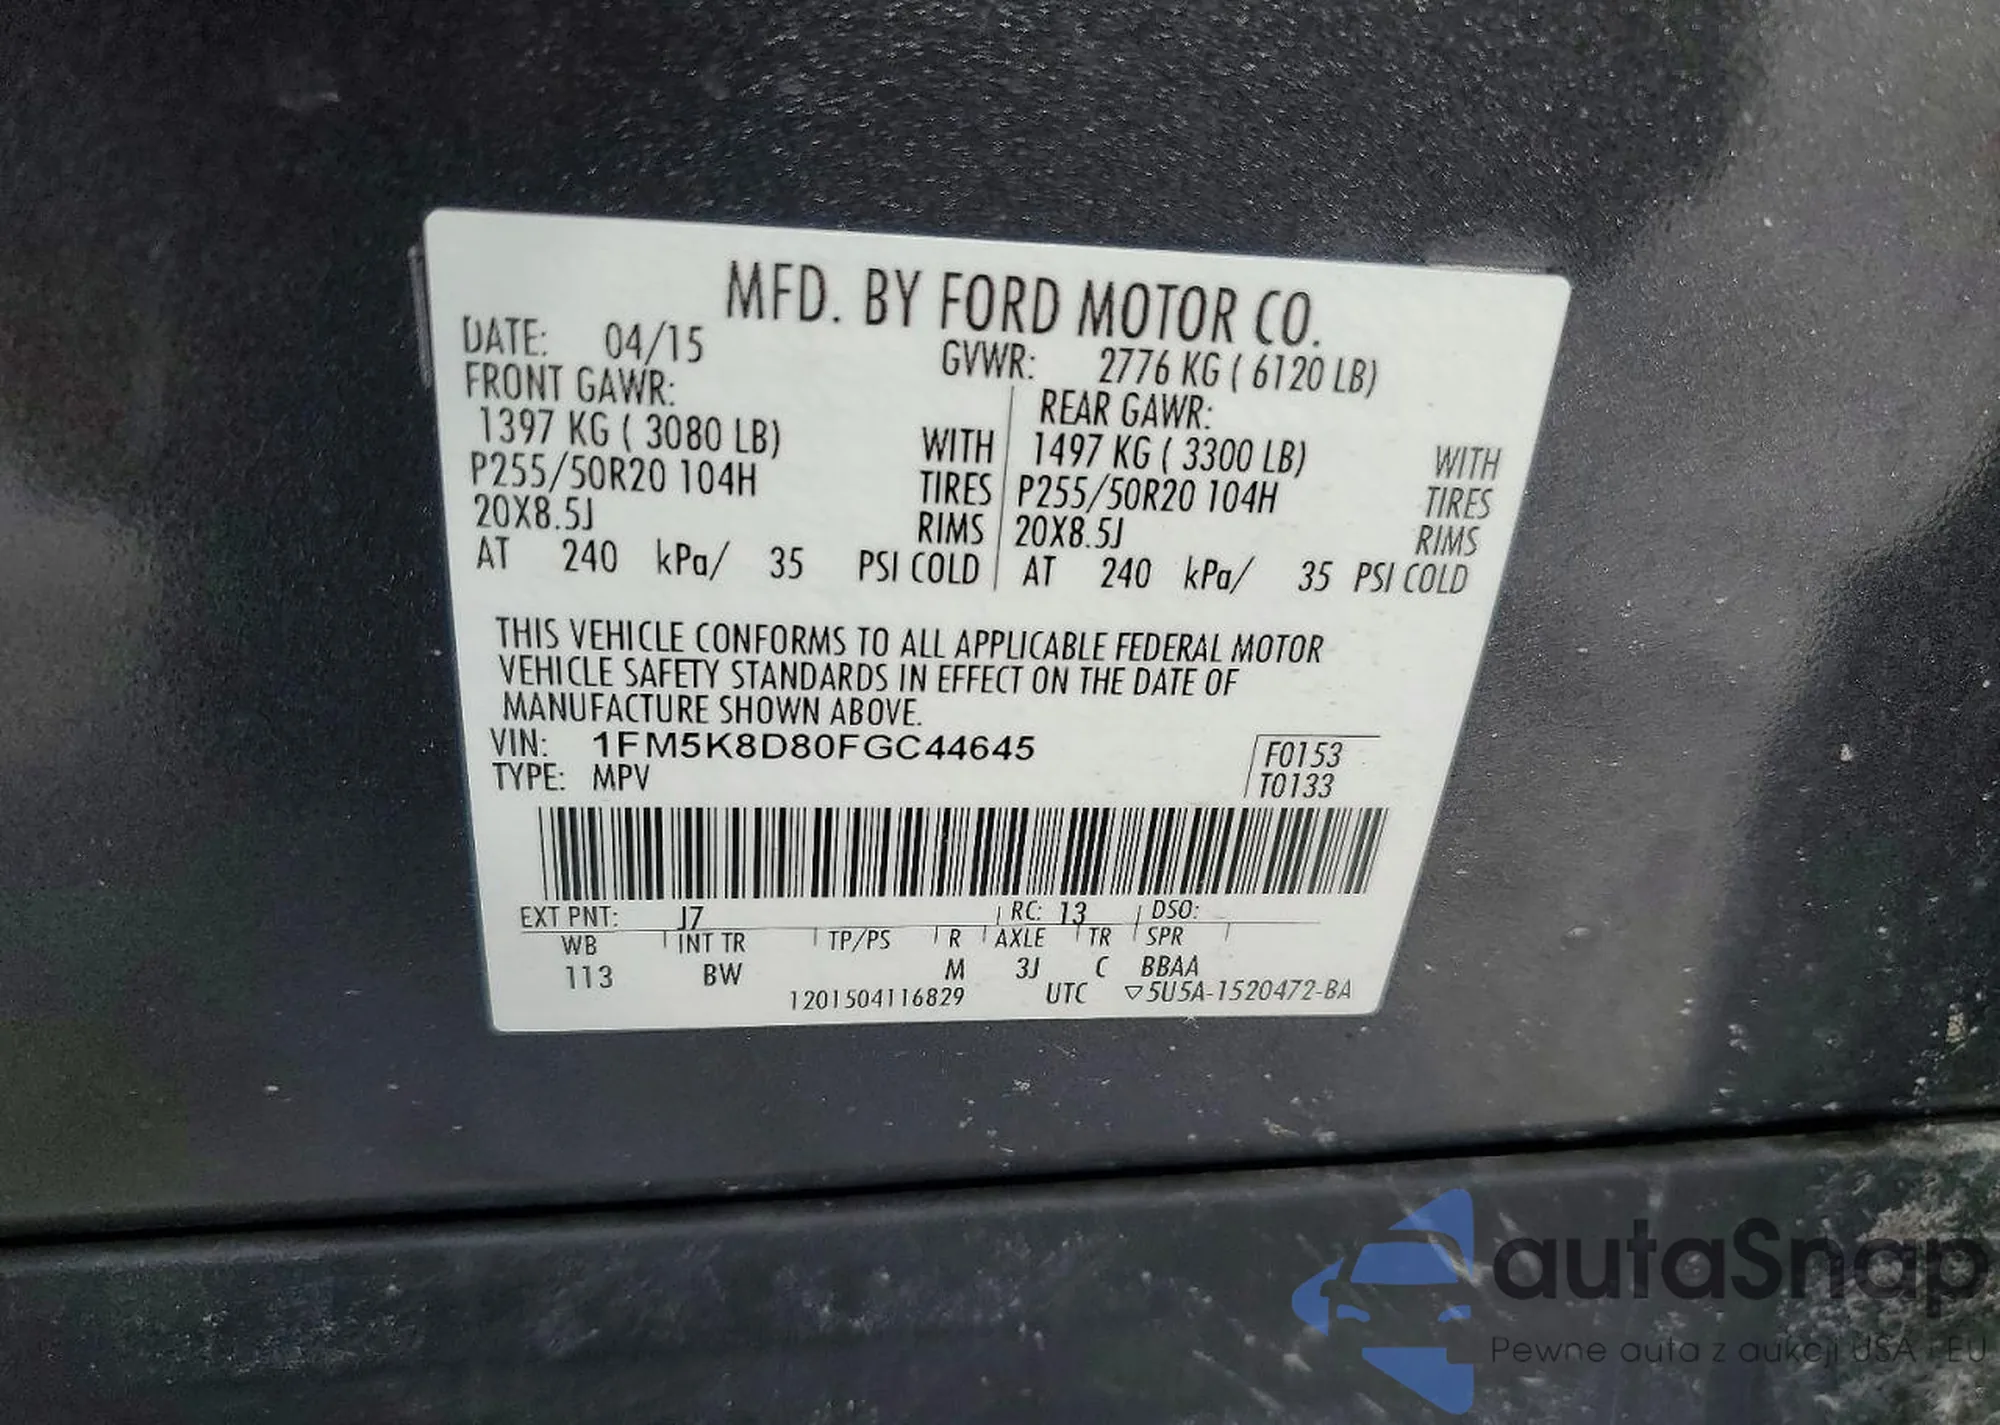 MFD. BY FORD MOTOR CO.
DATE: 04/15 GVWR: 2776 KG ( 6120 LB)
FRONT GAWR: REAR GAWR:
1397 KG ( 3080 LB) WITH 1497 KG ( 3300 LB) WITH
P255/50R20 104H TIRES P255/50R20 104H TIRES
20X8.5J RIMS 20X8.5J RIMS
AT 240 kPa/ 35 PSI COLD AT 240 kPa/ 35 PSI COLD
THIS VEHICLE CONFORMS TO ALL APPLICABLE FEDERAL MOTOR
VEHICLE SAFETY STANDARDS IN EFFECT ON THE DATE OF
MANUFACTURE SHOWN ABOVE.
VIN: 1FM5K8D80FGC44645 F0153
TYPE: MPV T0133
EXT PNT: J7 RC: 13 DSO:
WB INT TR TP/PS R AXLE TR SPR
113 BW M 3J C BBAA
1201504116829 UTC ▽5U5A-1520472-BA
autaSnap
Pewne auta z aukcji USA i EU